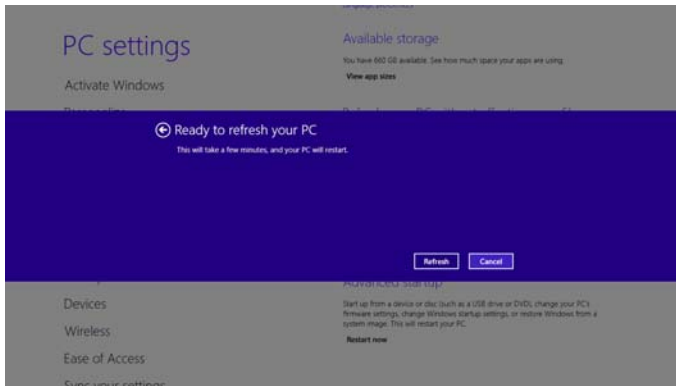 PC settings
Activate Windows
Available storage
You have 660 GB available. See how much space your apps are using.
View app sizes
Ready to refresh your PC
This will take a few minutes, and your PC will restart.
Refresh
Cancel
Devices
Wireless
Ease of Access
Sync your settings
Advanced startup
Start up from a device or disc (such as a USB drive or DVD), change your PC's
firmware settings, change Windows startup settings, or restore Windows from a
system image. This will restart your PC.
Restart now